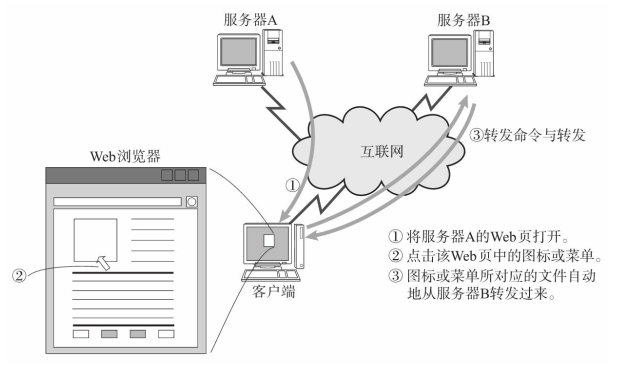 服务器A
服务器B
互联网
③转发命令与转发
Web浏览器
①
②
客户端
① 将服务器A的Web页打开。
② 点击该Web页中的图标或菜单。
③ 图标或菜单所对应的文件自动
地从服务器B转发过来。